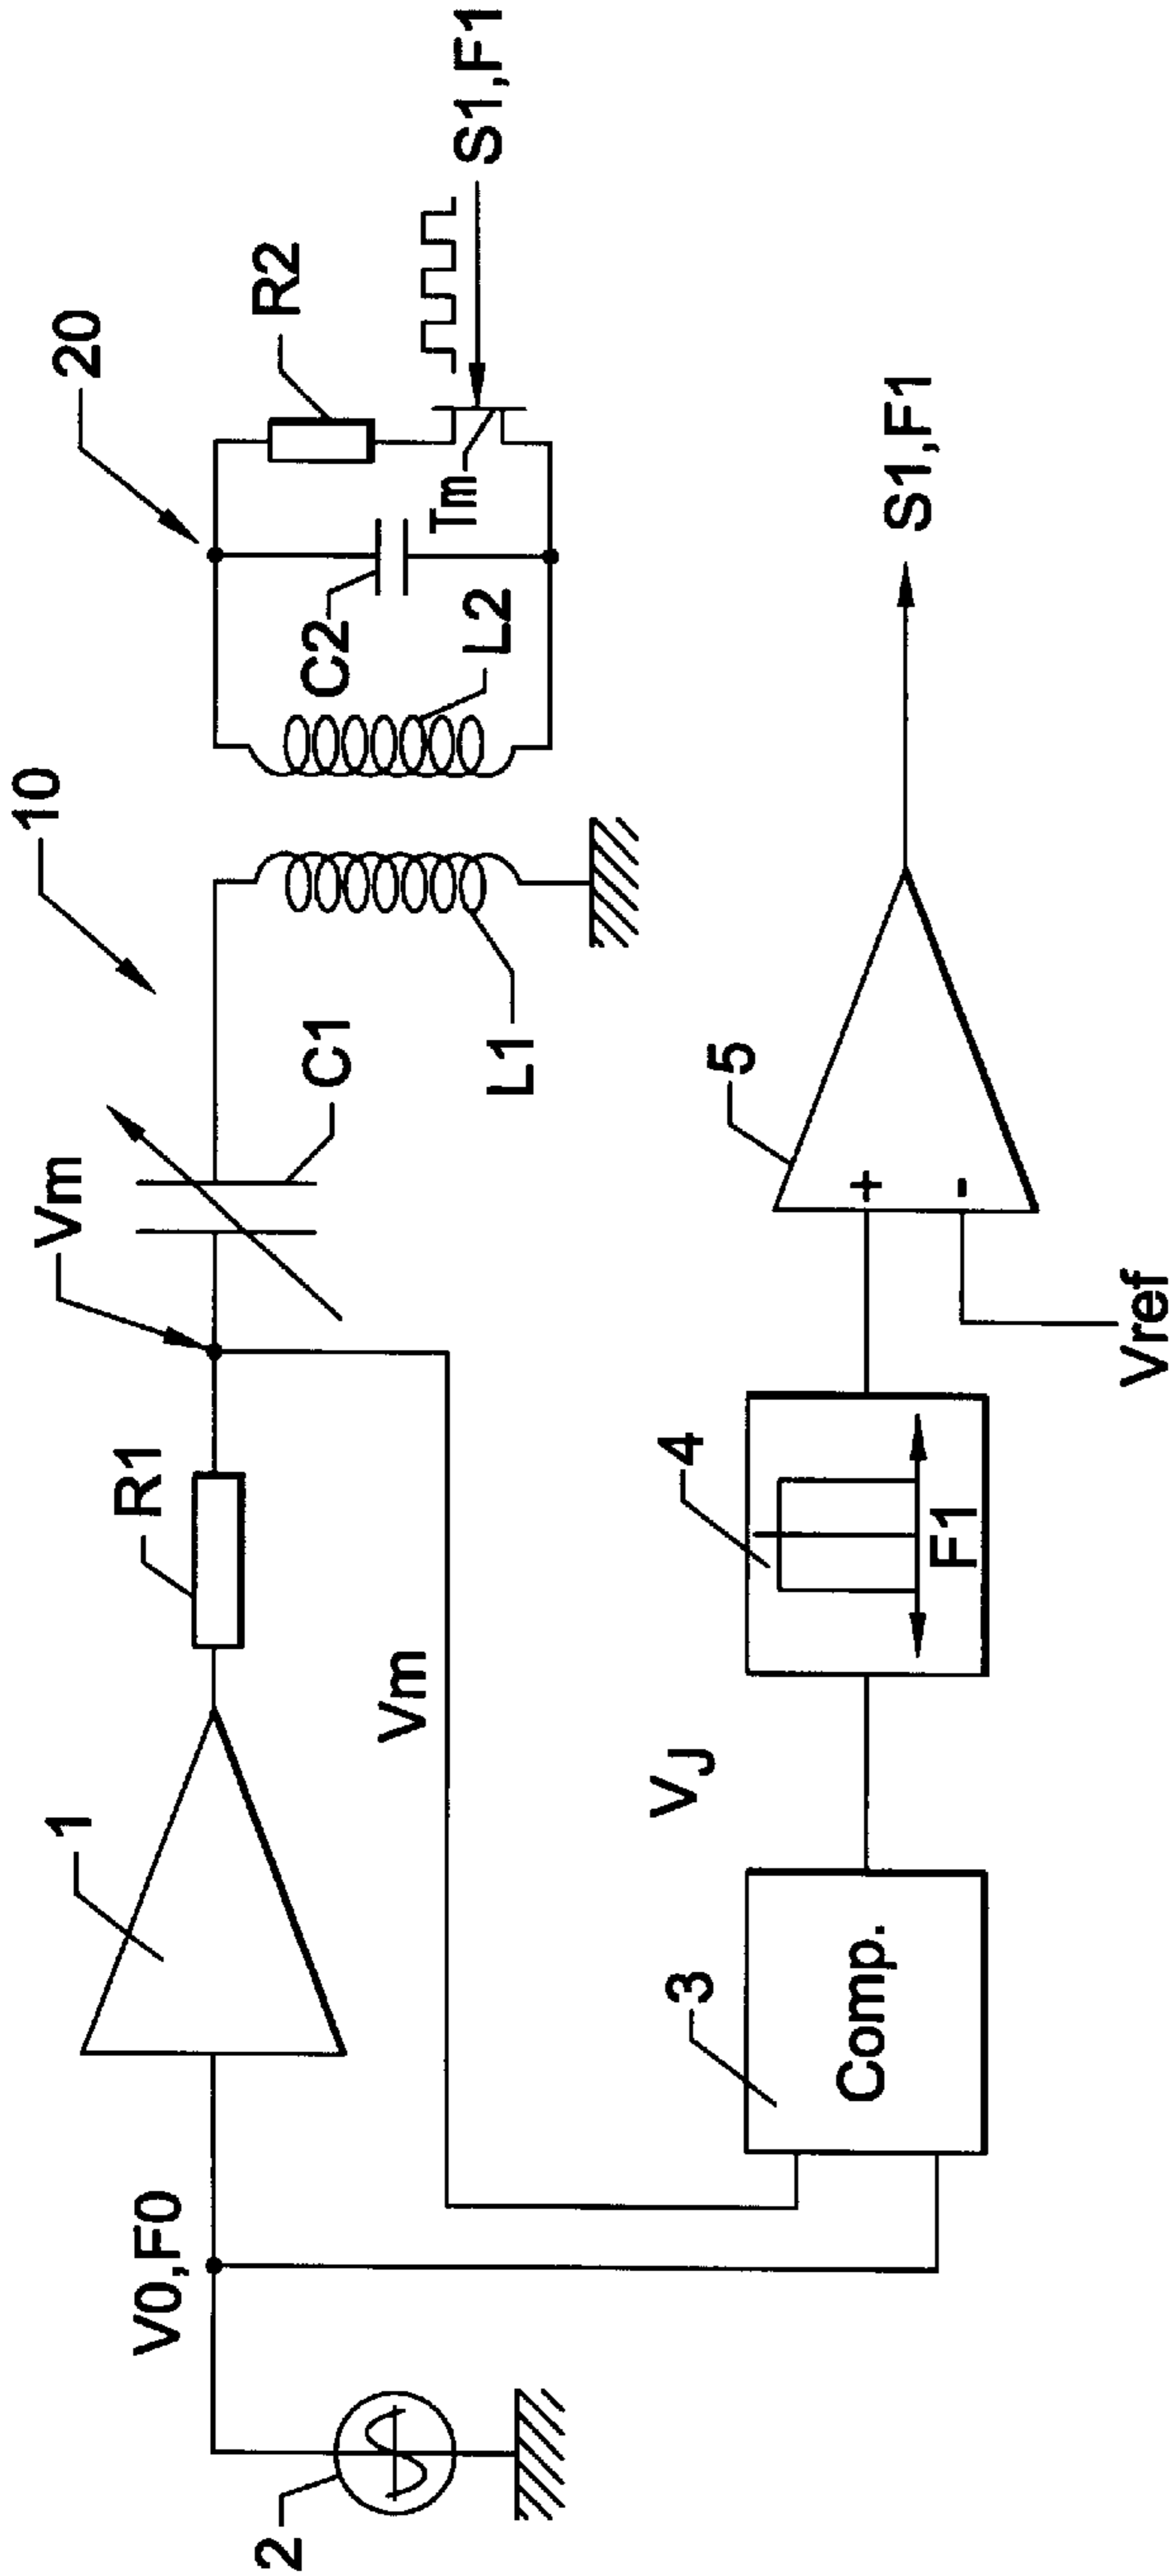 10
20
Vm
V0,F0
1
R1
C1
R2
S1,F1
C2
Tm
L2
L1
2
Vm
3
Comp.
VJ
4
F1
5
+
-
Vref
S1,F1